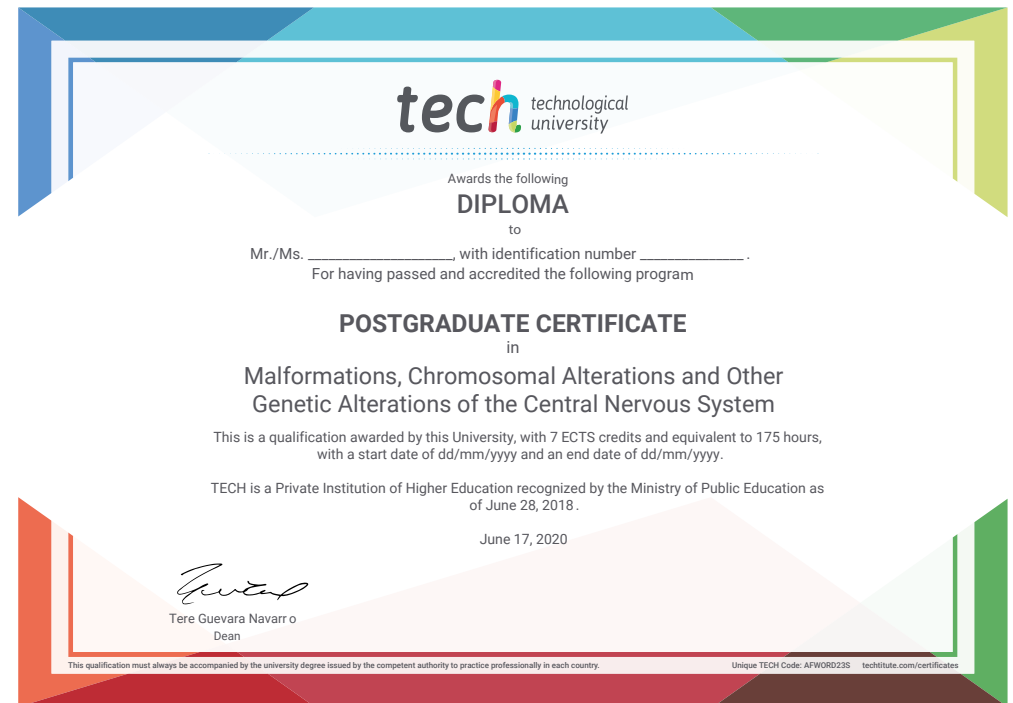 tech technological
university
Awards the following
DIPLOMA
to
Mr./Ms. ____________________, with identification number ______________ .
For having passed and accredited the following program
POSTGRADUATE CERTIFICATE
in
Malformations, Chromosomal Alterations and Other
Genetic Alterations of the Central Nervous System
This is a qualification awarded by this University, with 7 ECTS credits and equivalent to 175 hours,
with a start date of dd/mm/yyyy and an end date of dd/mm/yyyy.
TECH is a Private Institution of Higher Education recognized by the Ministry of Public Education as
of June 28, 2018.
June 17, 2020
Tere Guevara Navarro
Dean
This qualification must always be accompanied by the university degree issued by the competent authority to practice professionally in each country.
Unique TECH Code: AFWORD23S techtitute.com/certificates